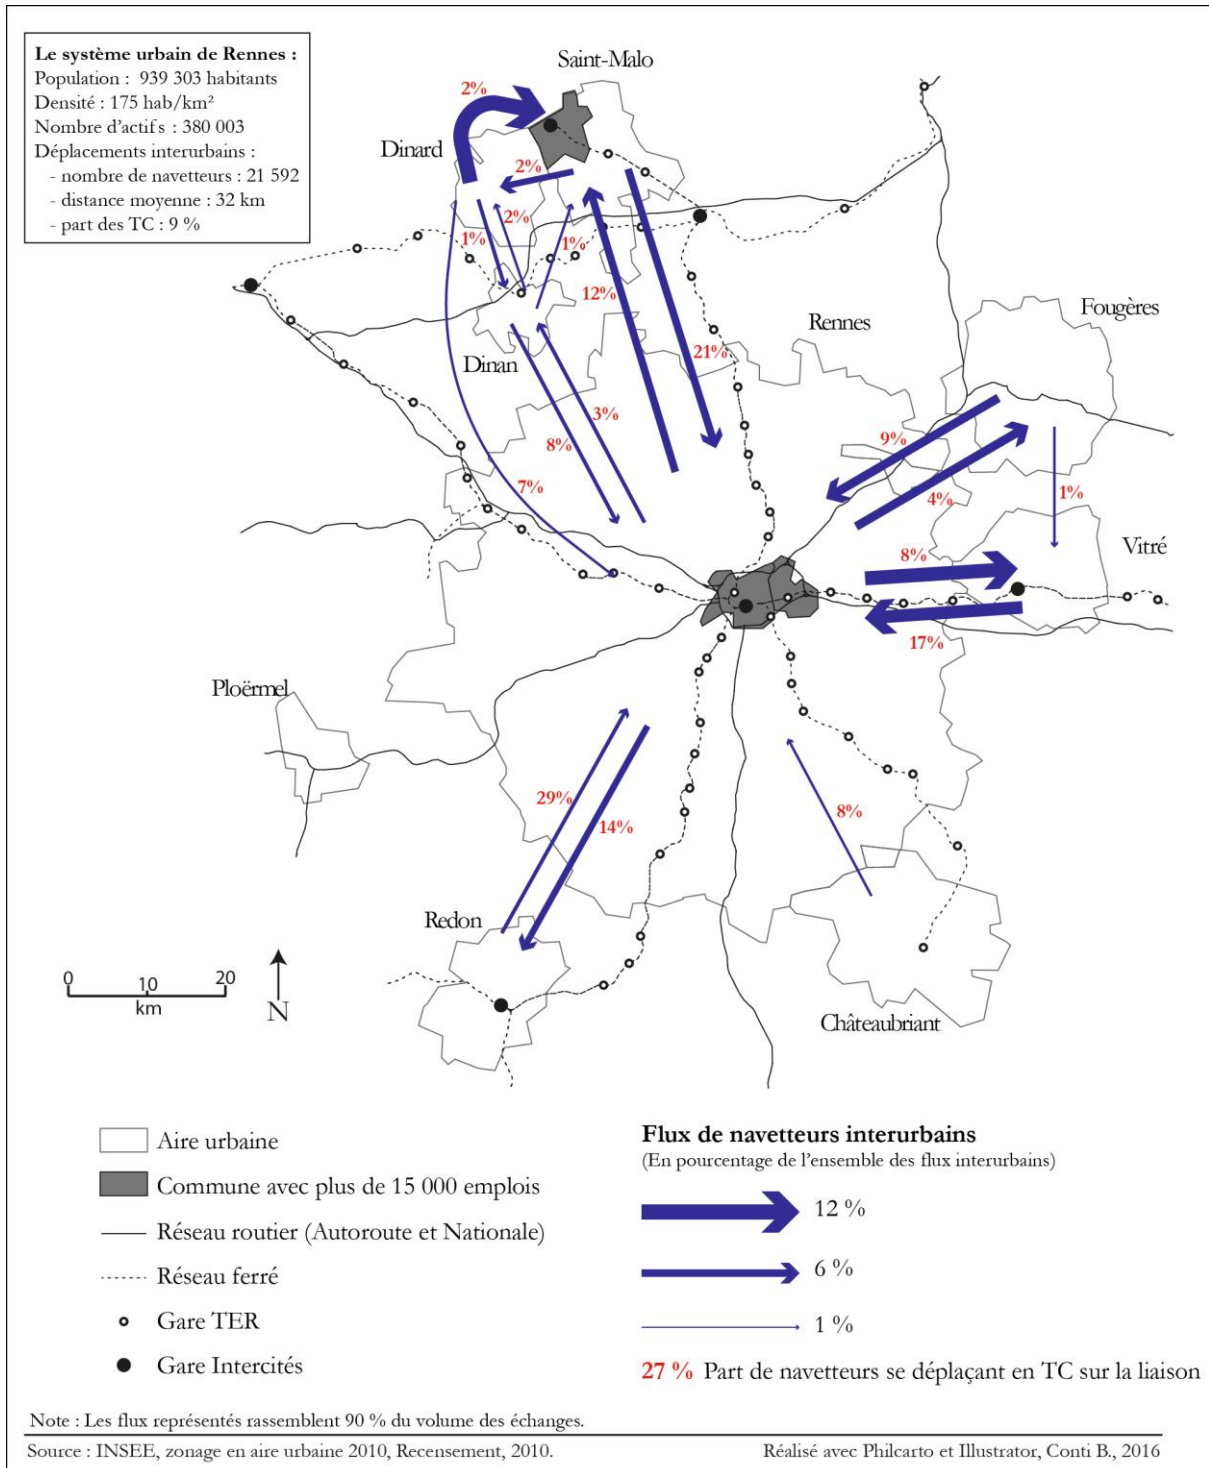 Le système urbain de Rennes :
Population : 939 303 habitants
Densité : 175 hab/km²
Nombre d'actifs : 380 003
Déplacements interurbains :
- nombre de navetteurs : 21 592
- distance moyenne : 32 km
- part des TC : 9 %
Saint-Malo
2%
Dinard
2%
2%
1%
1%
12%
Fougères
Rennes
21%
Dinan
3%
9%
8%
7%
4%
1%
Vitré
8%
17%
Ploërmel
29%
14%
8%
Redon
0 10 20
km
N
Châteaubriant
Aire urbaine
Commune avec plus de 15 000 emplois
Réseau routier (Autoroute et Nationale)
Réseau ferré
Gare TER
Gare Intercités
Flux de navetteurs interurbains
(En pourcentage de l'ensemble des flux interurbains)
12 %
6 %
1 %
27 % Part de navetteurs se déplaçant en TC sur la liaison
Note : Les flux représentés rassemblent 90 % du volume des échanges.
Source : INSEE, zonage en aire urbaine 2010, Recensement, 2010.
Réalisé avec Philcarto et Illustrator, Conti B., 2016